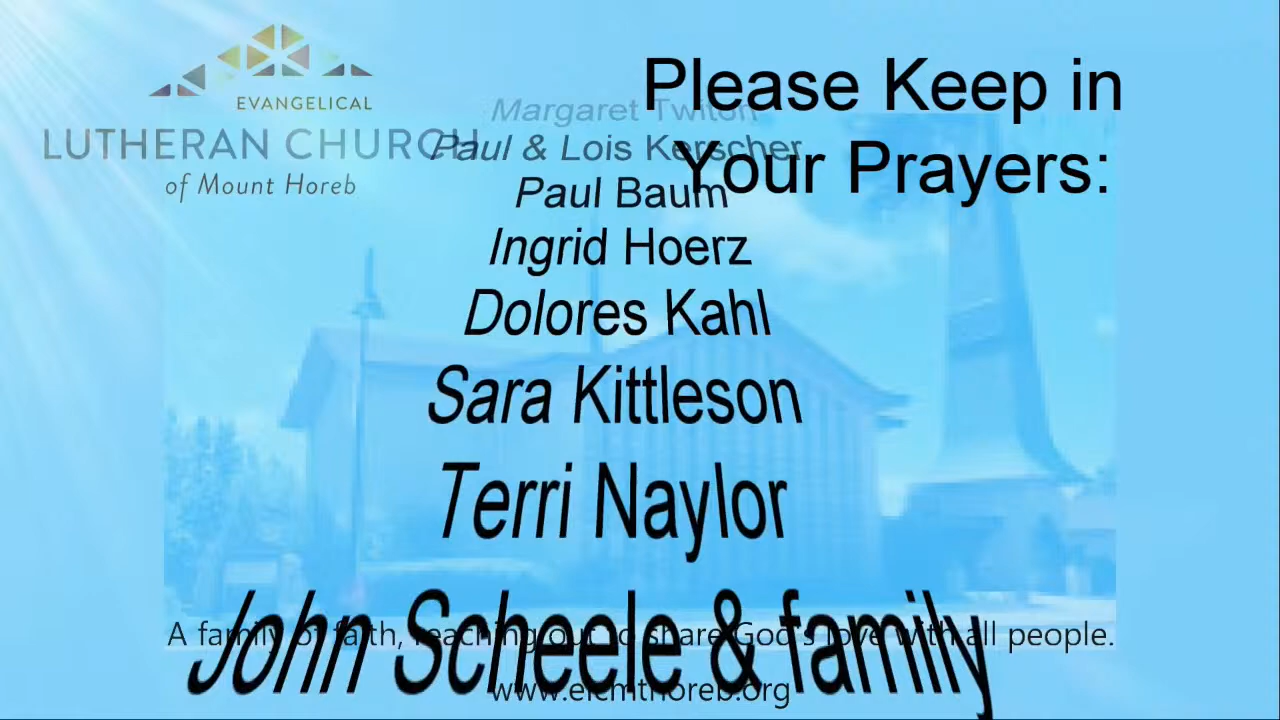 EVANGELICAL
LUTHERAN CHURCH
of Mount Horeb
Please Keep in
Your Prayers:
Margaret Twiton
Paul & Lois Kerscher
Paul Baum
Ingrid Hoerz
Dolores Kahl
Sara Kittleson
Terri Naylor
John Scheele & family
A family of faith, reaching out to share God's love with all people.
www.elcmthoreb.org